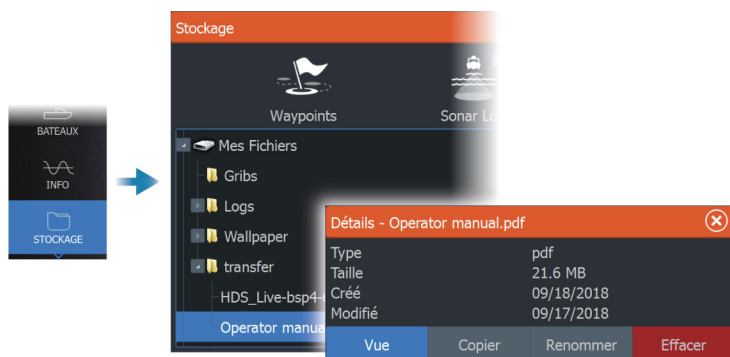 BATEAUX
INFO
STOCKAGE
Stockage
Waypoints
Sonar
Mes Fichiers
Gribs
Logs
Wallpaper
transfer
HDS_Live-bsp4-
Operator manua
Détails - Operator manual.pdf
Type pdf
Taille 21.6 MB
Créé 09/18/2018
Modifié 09/17/2018
Vue Copier Renommer Effacer